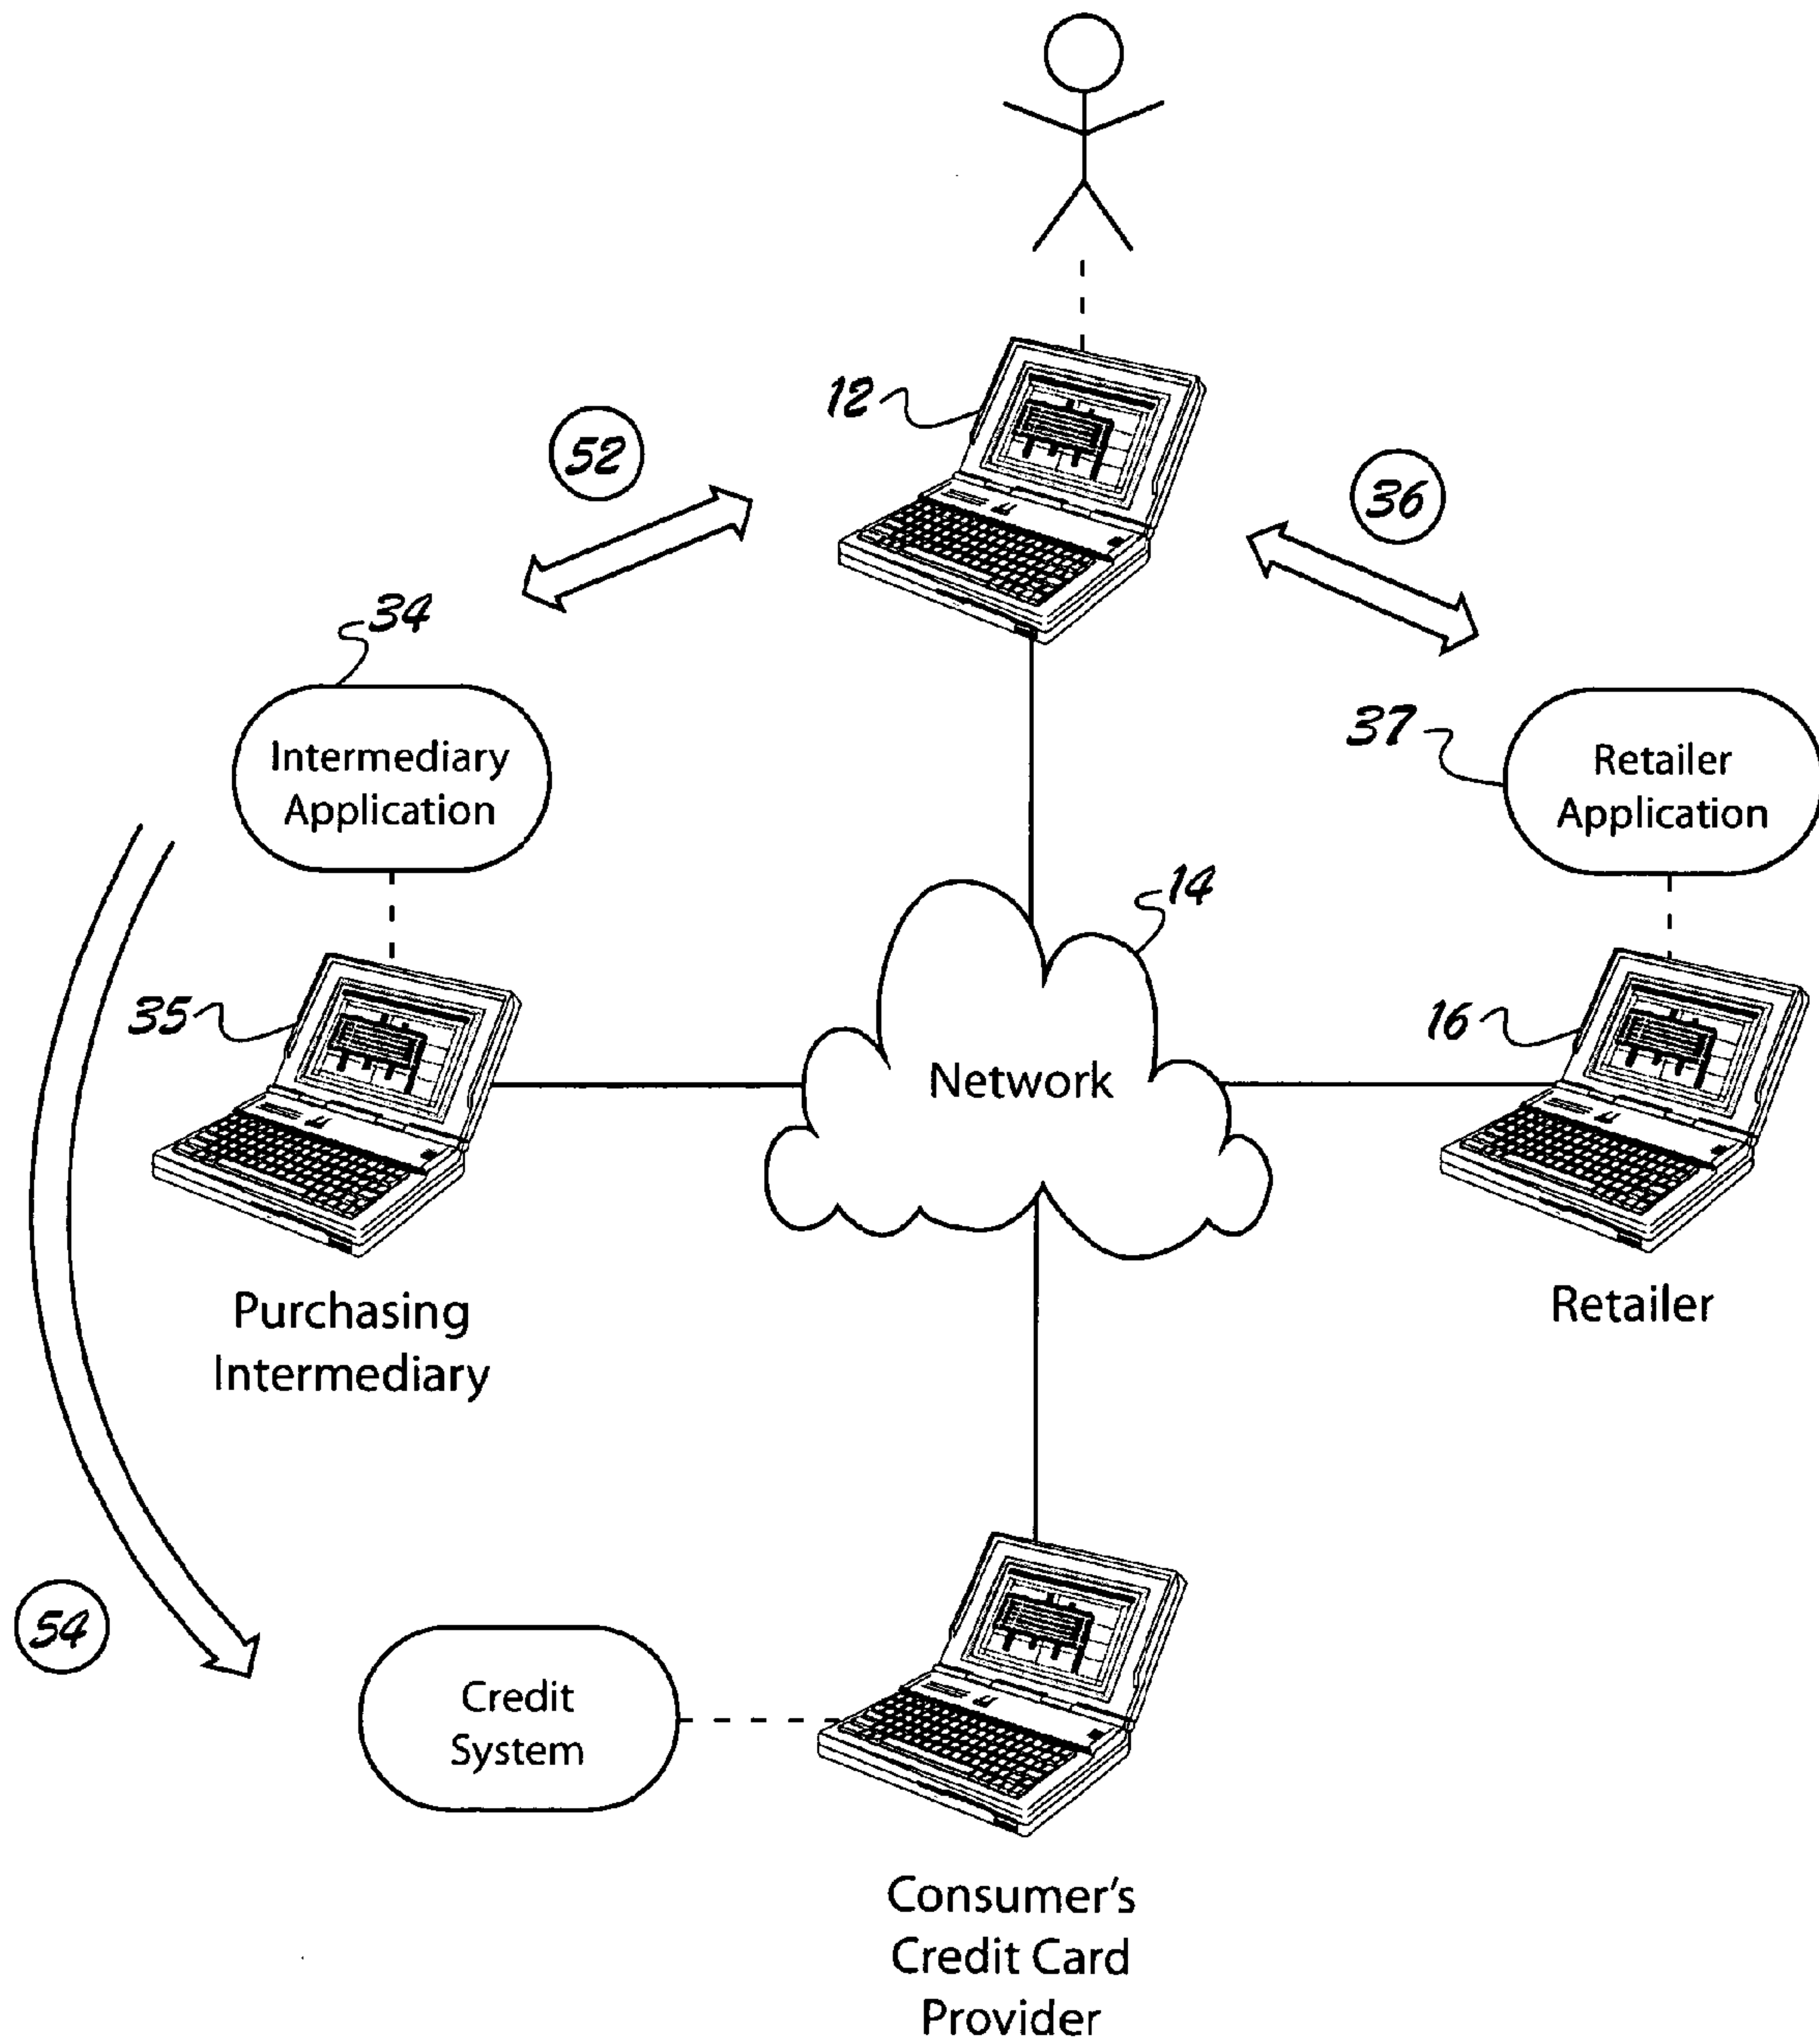 12
52
36
34
Intermediary
Application
37
Retailer
Application
14
35
16
Network
Purchasing
Intermediary
Retailer
54
Credit
System
Consumer's
Credit Card
Provider